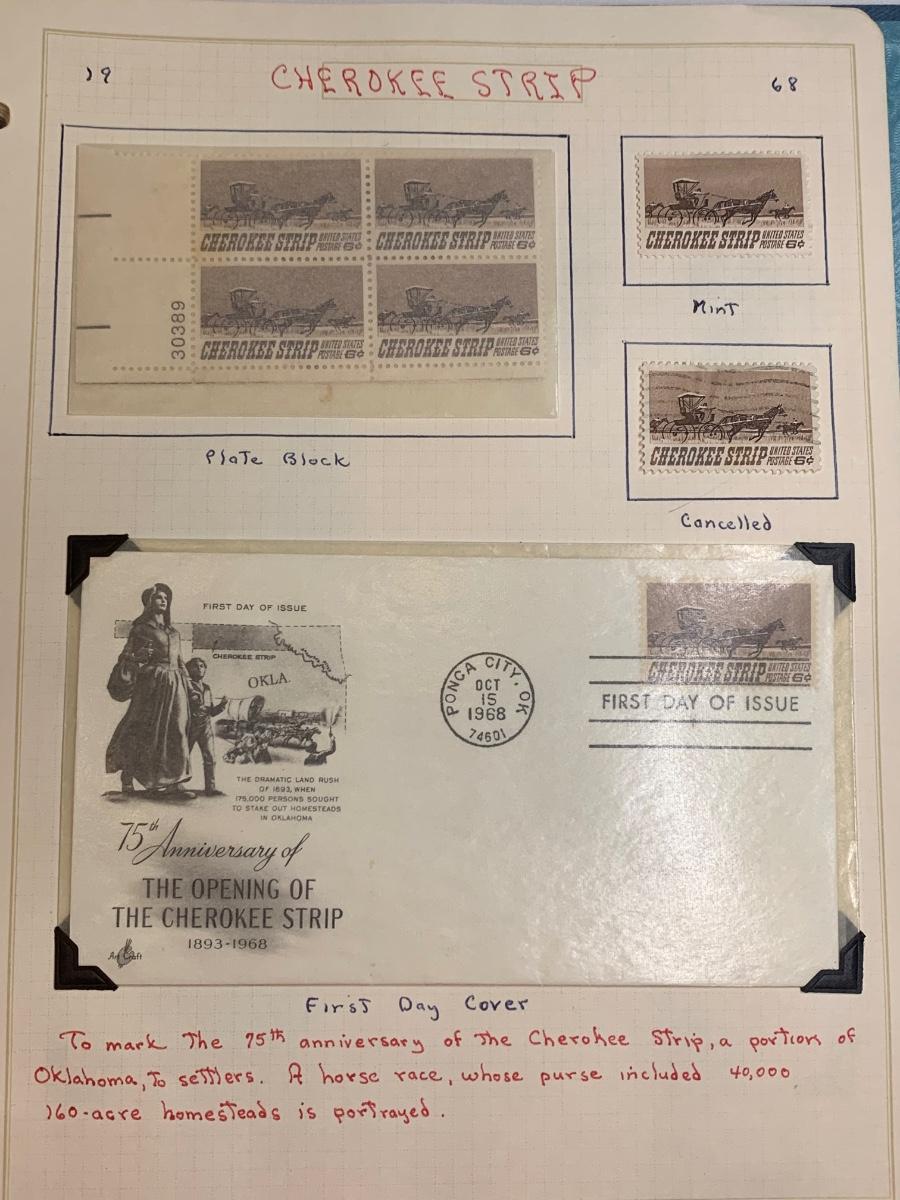 19 CHEROKEE STRIP 68
CHEROKEE STRIP UNITED STATES POSTAGE 6¢
CHEROKEE STRIP UNITED STATES POSTAGE 6¢
30389
CHEROKEE STRIP UNITED STATES POSTAGE 6¢
CHEROKEE STRIP UNITED STATES POSTAGE 6¢
Plate Block
CHEROKEE STRIP UNITED STATES POSTAGE 6¢
Mint
CHEROKEE STRIP UNITED STATES POSTAGE 6¢
Cancelled
FIRST DAY OF ISSUE
CHEROKEE STRIP
OKLA.
THE DRAMATIC LAND RUSH
OF 1893, WHEN
175,000 PERSONS SOUGHT
TO STAKE OUT HOMESTEADS
IN OKLAHOMA
75th Anniversary of
THE OPENING OF
THE CHEROKEE STRIP
1893-1968
Art Craft
PONCA CITY, OK
OCT
15
1968
74601
CHEROKEE STRIP 6¢
FIRST DAY OF ISSUE
First Day Cover
To mark The 75th anniversary of The Cherokee Strip, a portion of
Oklahoma, To settlers. A horse race, whose purse included 40,000
160-acre homesteads is portrayed.